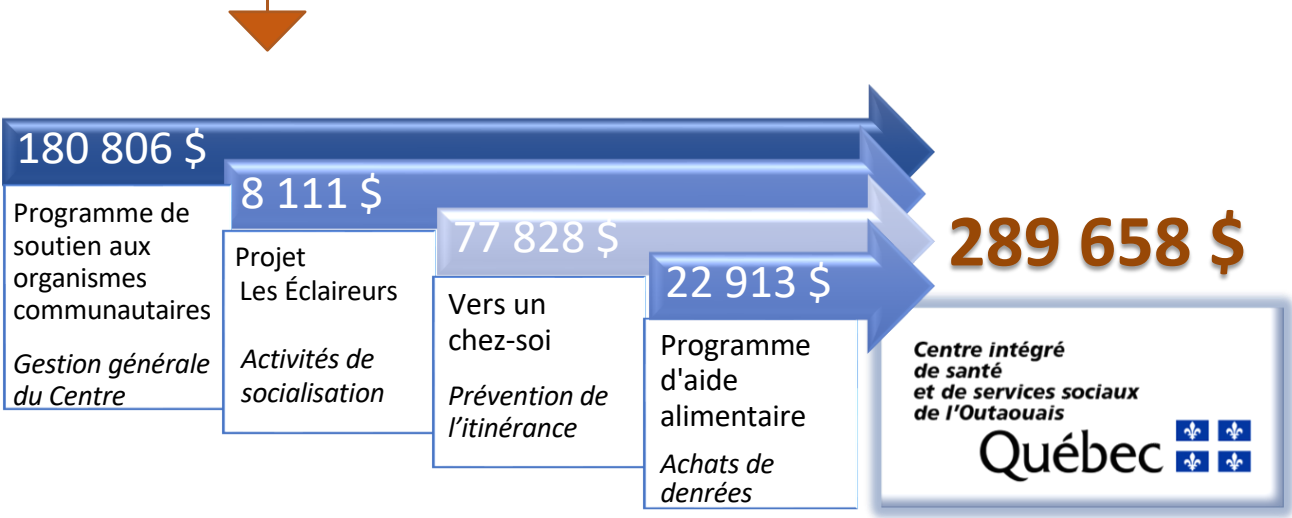 180 806 $
Programme de
soutien aux
organismes
communautaires
Gestion générale
du Centre
8 111 $
Projet
Les Éclaireurs
Activités de
socialisation
77 828 $
Vers un
chez-soi
Prévention de
l’itinérance
22 913 $
Programme
d'aide
alimentaire
Achats de
denrées
289 658 $
Centre intégré
de santé
et de services sociaux
de l’Outaouais
Québec